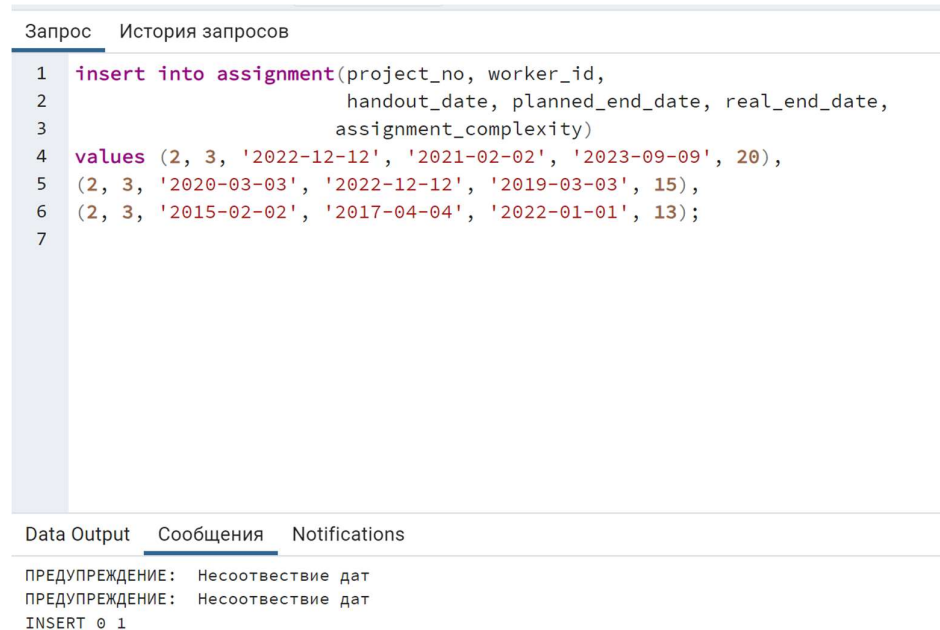 Запрос История запросов
1 insert into assignment(project_no, worker_id,
2 handout_date, planned_end_date, real_end_date,
3 assignment_complexity)
4 values (2, 3, '2022-12-12', '2021-02-02', '2023-09-09', 20),
5 (2, 3, '2020-03-03', '2022-12-12', '2019-03-03', 15),
6 (2, 3, '2015-02-02', '2017-04-04', '2022-01-01', 13);
7
Data Output Сообщения Notifications
ПРЕДУПРЕЖДЕНИЕ: Несоотвествие дат
ПРЕДУПРЕЖДЕНИЕ: Несоотвествие дат
INSERT 0 1